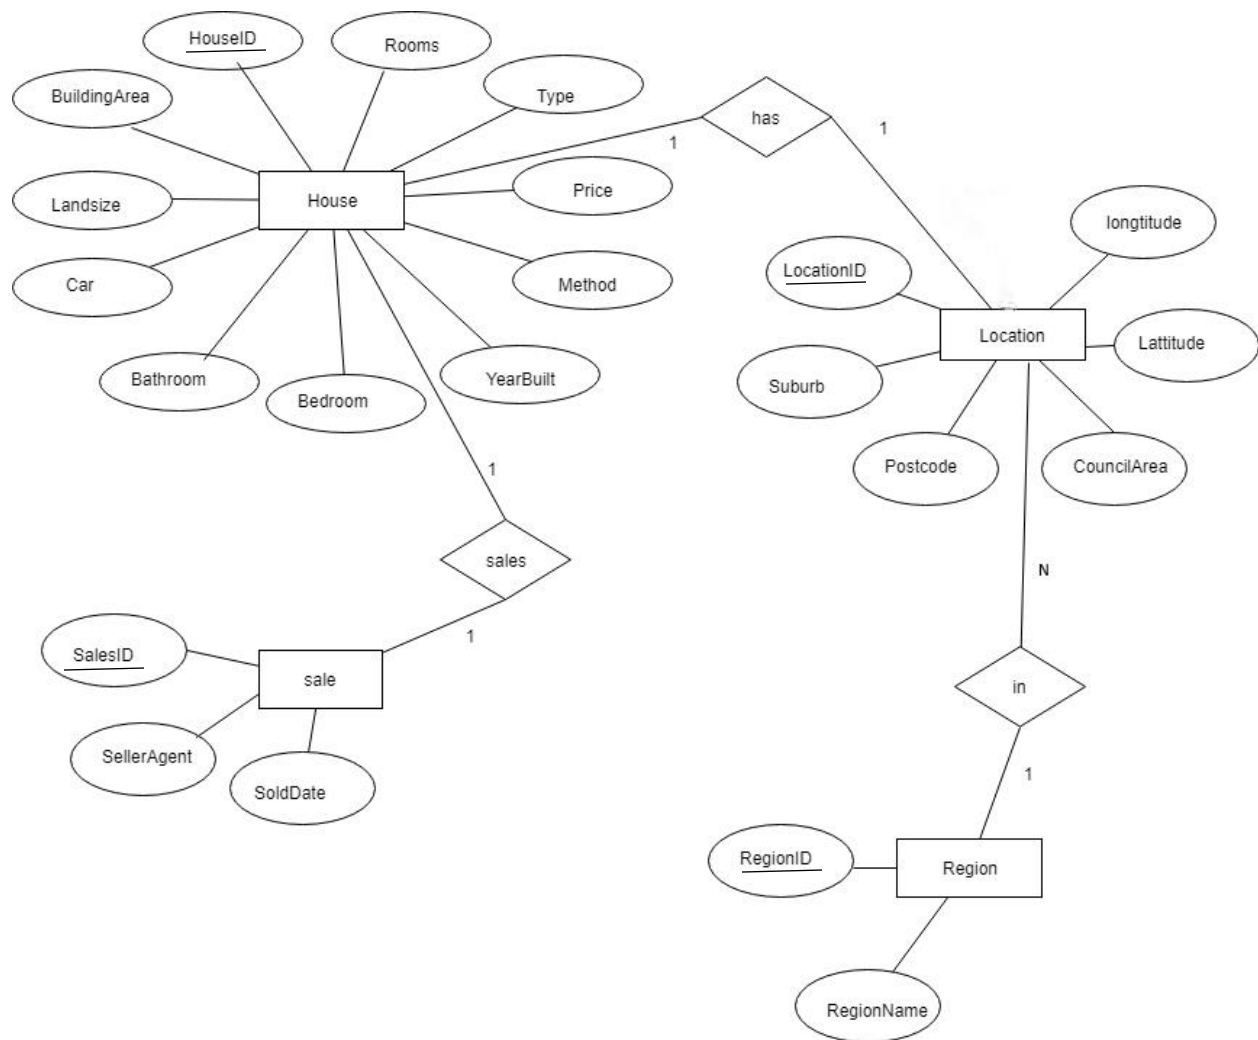 HouseID
Rooms
BuildingArea
Type
has
1
1
House
Price
Landsize
longtitude
LocationID
Car
Method
Location
Lattitude
Bathroom
YearBuilt
Suburb
Bedroom
Postcode
CouncilArea
1
sales
N
1
SalesID
sale
in
SellerAgent
SoldDate
1
RegionID
Region
RegionName